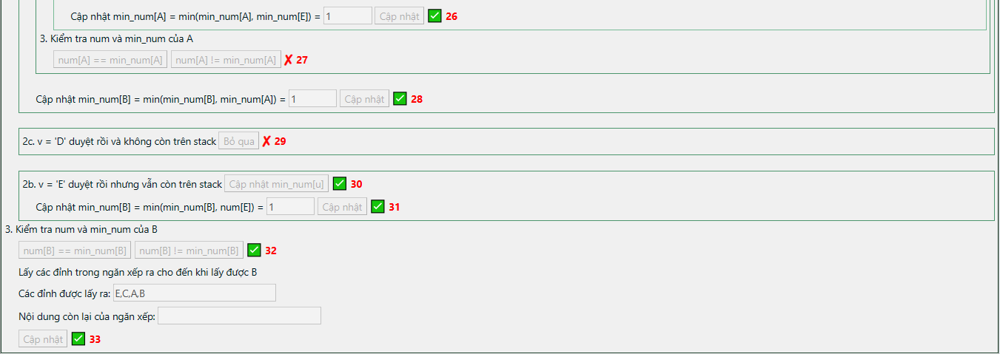 Cập nhật min_num[A] = min(min_num[A], min_num[E]) = 1 Cập nhật ✅ 26
3. Kiểm tra num và min_num của A
num[A] == min_num[A] num[A] != min_num[A] ✗ 27
Cập nhật min_num[B] = min(min_num[B], min_num[A]) = 1 Cập nhật ✅ 28
2c. v = 'D' duyệt rồi và không còn trên stack Bỏ qua ✗ 29
2b. v = 'E' duyệt rồi nhưng vẫn còn trên stack Cập nhật min_num[u] ✅ 30
Cập nhật min_num[B] = min(min_num[B], num[E]) = 1 Cập nhật ✅ 31
3. Kiểm tra num và min_num của B
num[B] == min_num[B] num[B] != min_num[B] ✅ 32
Lấy các đỉnh trong ngăn xếp ra cho đến khi lấy được B
Các đỉnh được lấy ra: E,C,A,B
Nội dung còn lại của ngăn xếp:
Cập nhật ✅ 33